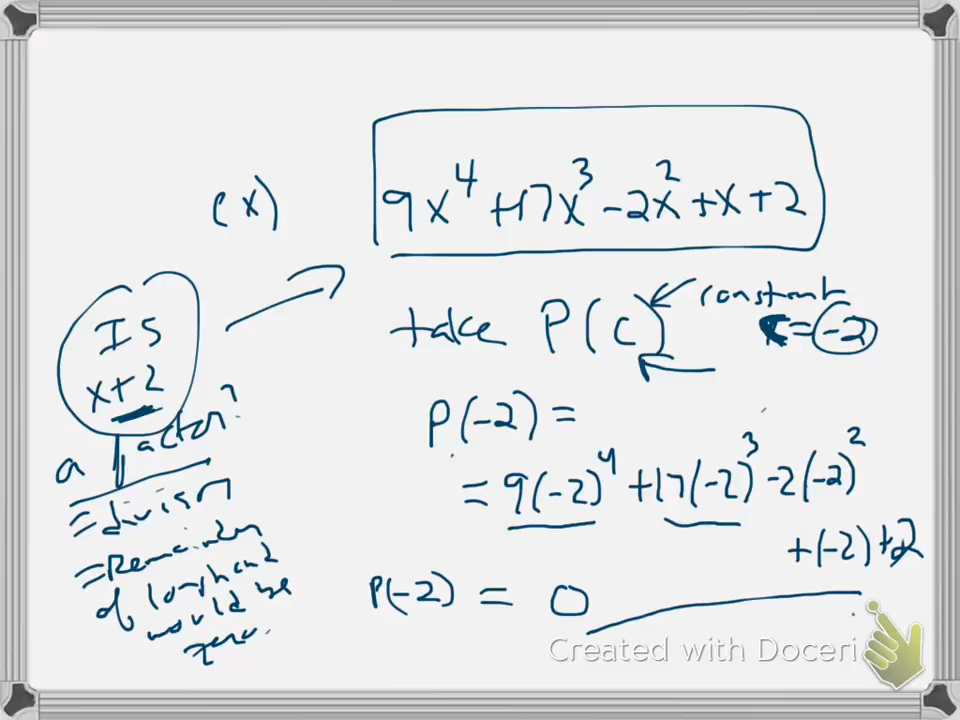 (x)
9x⁴ +17x³ -2x² +x +2
Is
x+2
a factor?
= division
= Remainder
of longhand
would be
zero.
take P(c) constant
c = -2
P(-2) =
= 9(-2)⁴ +17(-2)³ -2(-2)²
+(-2)+2
P(-2) = 0
Created with Doceri